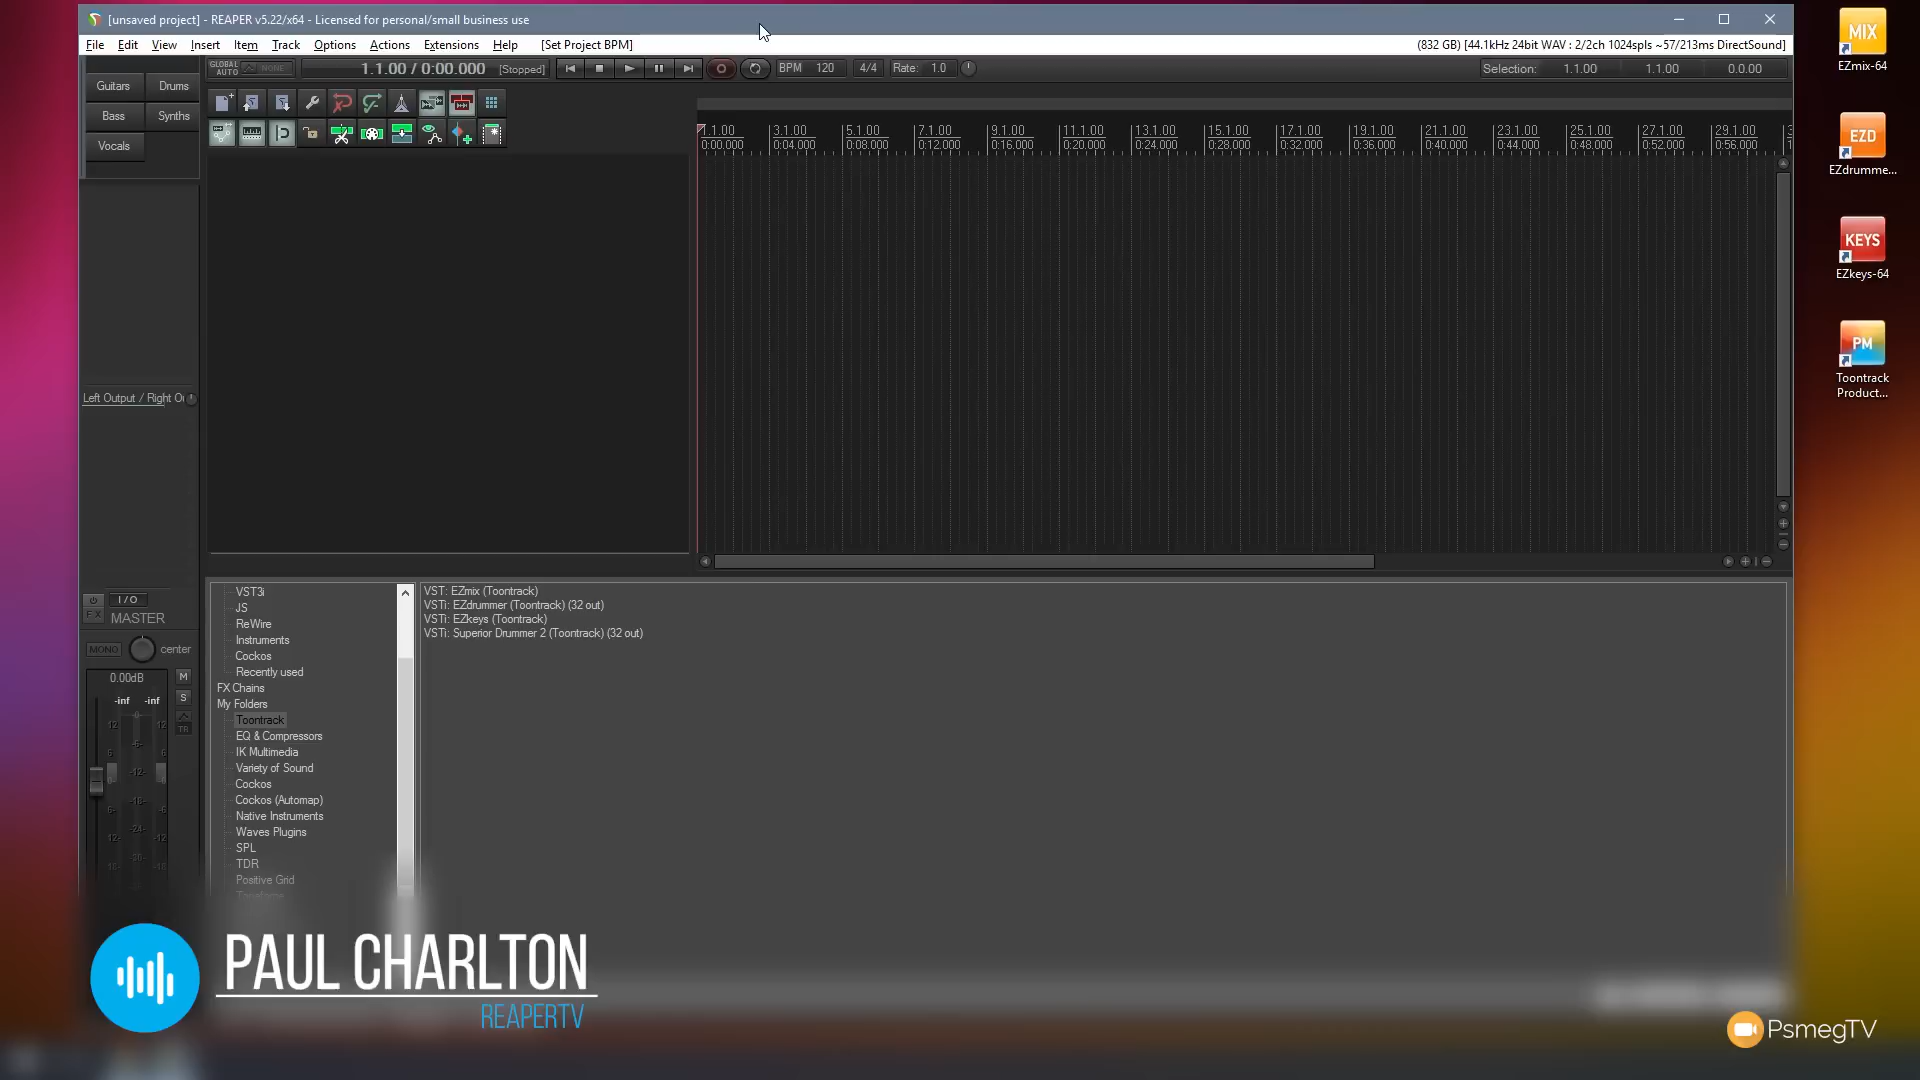 [unsaved project] - REAPER v5.22/x64 - Licensed for personal/small business use
File Edit View Insert Item Track Options Actions Extensions Help [Set Project BPM]
(832 GB) [44.1kHz 24bit WAV : 2/2ch 1024spls ~57/213ms DirectSound]
GLOBAL AUTO NONE
1.1.00 / 0:00.000 [Stopped]
BPM 120 4/4 Rate: 1.0
Selection: 1.1.00 1.1.00 0.0.00
Guitars Drums
Bass Synths
Vocals
1.1.00 3.1.00 5.1.00 7.1.00 9.1.00 11.1.00 13.1.00 15.1.00 17.1.00 19.1.00 21.1.00 23.1.00 25.1.00 27.1.00 29.1.00
0:00.000 0:04.000 0:08.000 0:12.000 0:16.000 0:20.000 0:24.000 0:28.000 0:32.000 0:36.000 0:40.000 0:44.000 0:48.000 0:52.000 0:56.000
Left Output / Right O
I/O
FX
MASTER
MONO center
0.00dB M
-inf -inf S
TR
VST3i
JS
ReWire
Instruments
Cockos
Recently used
FX Chains
My Folders
Toontrack
EQ & Compressors
IK Multimedia
Variety of Sound
Cockos
Cockos (Automap)
Native Instruments
Waves Plugins
SPL
TDR
Positive Grid
VST: EZmix (Toontrack)
VSTi: EZdrummer (Toontrack) (32 out)
VSTi: EZkeys (Toontrack)
VSTi: Superior Drummer 2 (Toontrack) (32 out)
MIX
EZmix-64
EZD
EZdrumme...
KEYS
EZkeys-64
PM
Toontrack
Product...
PAUL CHARLTON
REAPERTV
PsmegTV